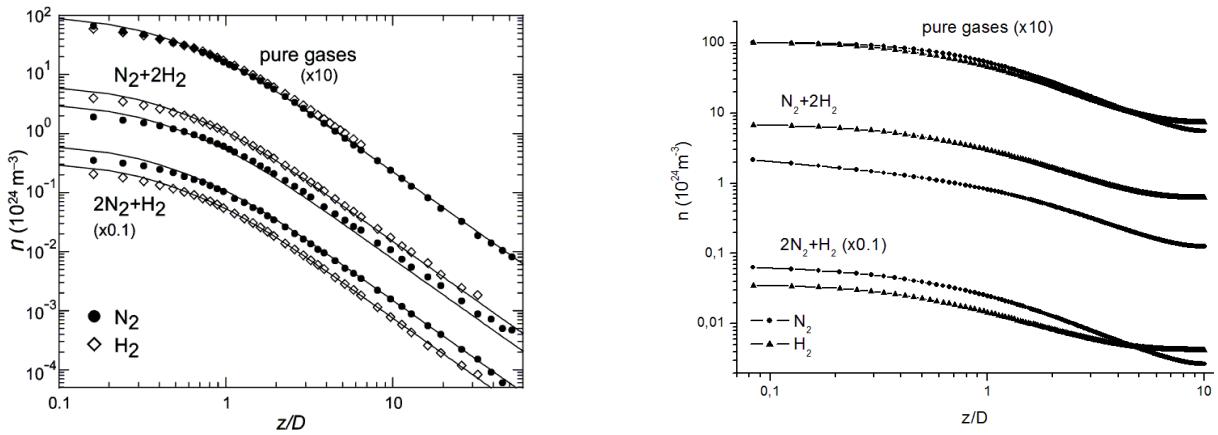 10²
10¹
10⁰
10⁻¹
10⁻²
10⁻³
10⁻⁴
n (10²⁴ m⁻³)
pure gases
(x10)
N₂+2H₂
2N₂+H₂
(x0.1)
N₂
H₂
0.1
1
10
z/D
100
10
1
0,1
0,01
n (10²⁴m⁻³)
pure gases (x10)
N₂+2H₂
2N₂+H₂ (x0.1)
N₂
H₂
0,1
1
10
z/D